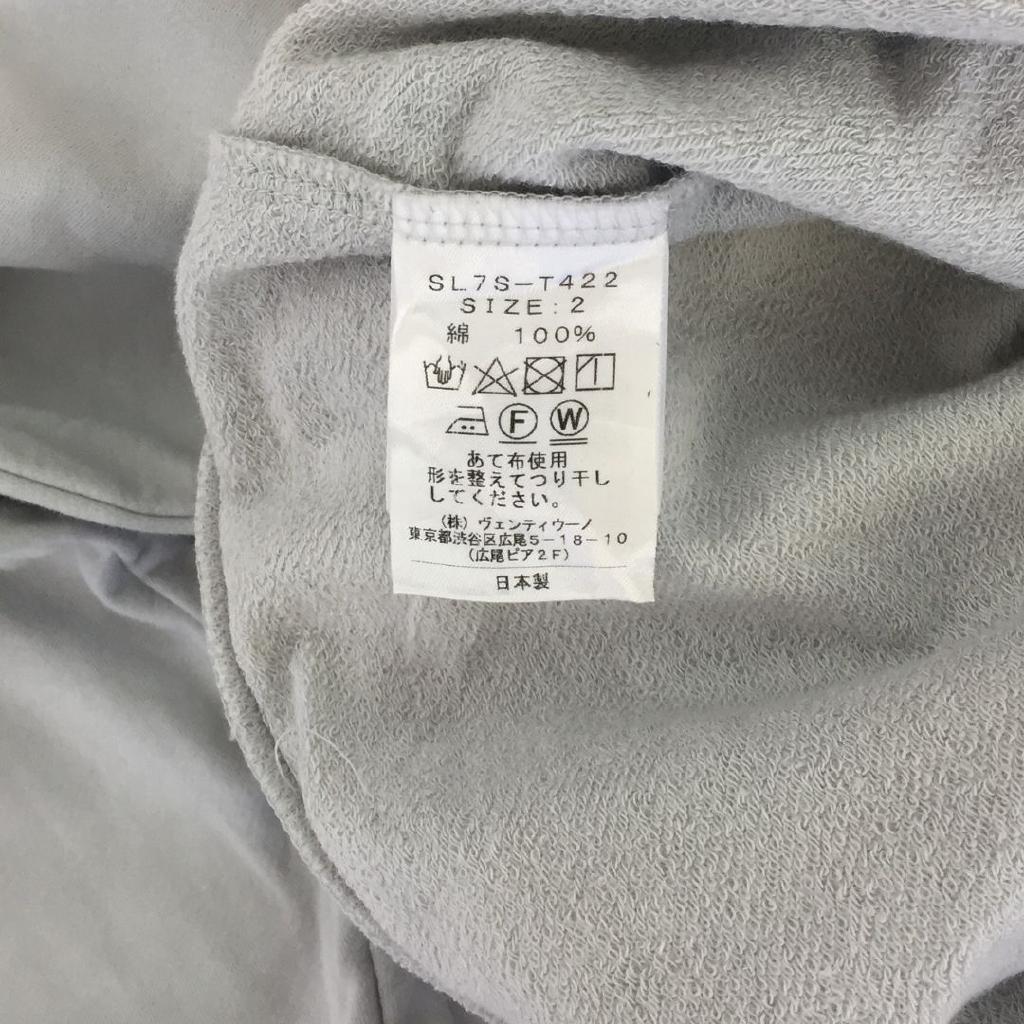 SL7S-T422
SIZE:2
綿 100%
F W
あて布使用
形を整えてつり干し
してください。
(株)ヴェンティウーノ
東京都渋谷区広尾5-18-10
(広尾ピア2F)
日本製